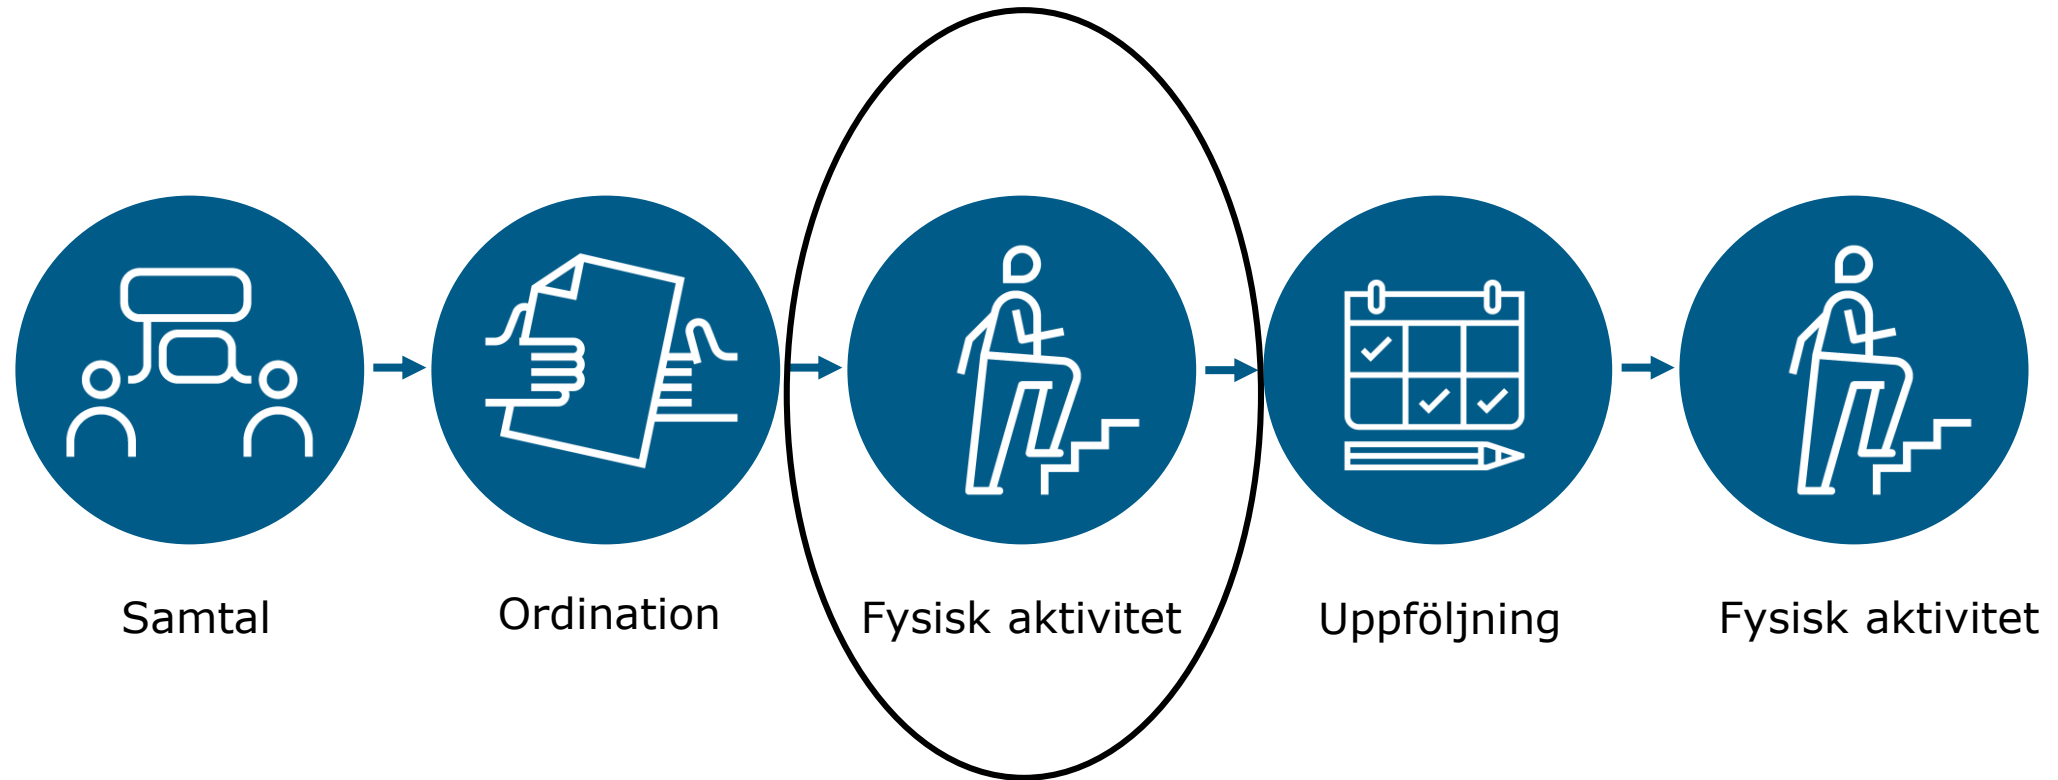 Samtal
Ordination
Fysisk aktivitet
Uppföljning
Fysisk aktivitet